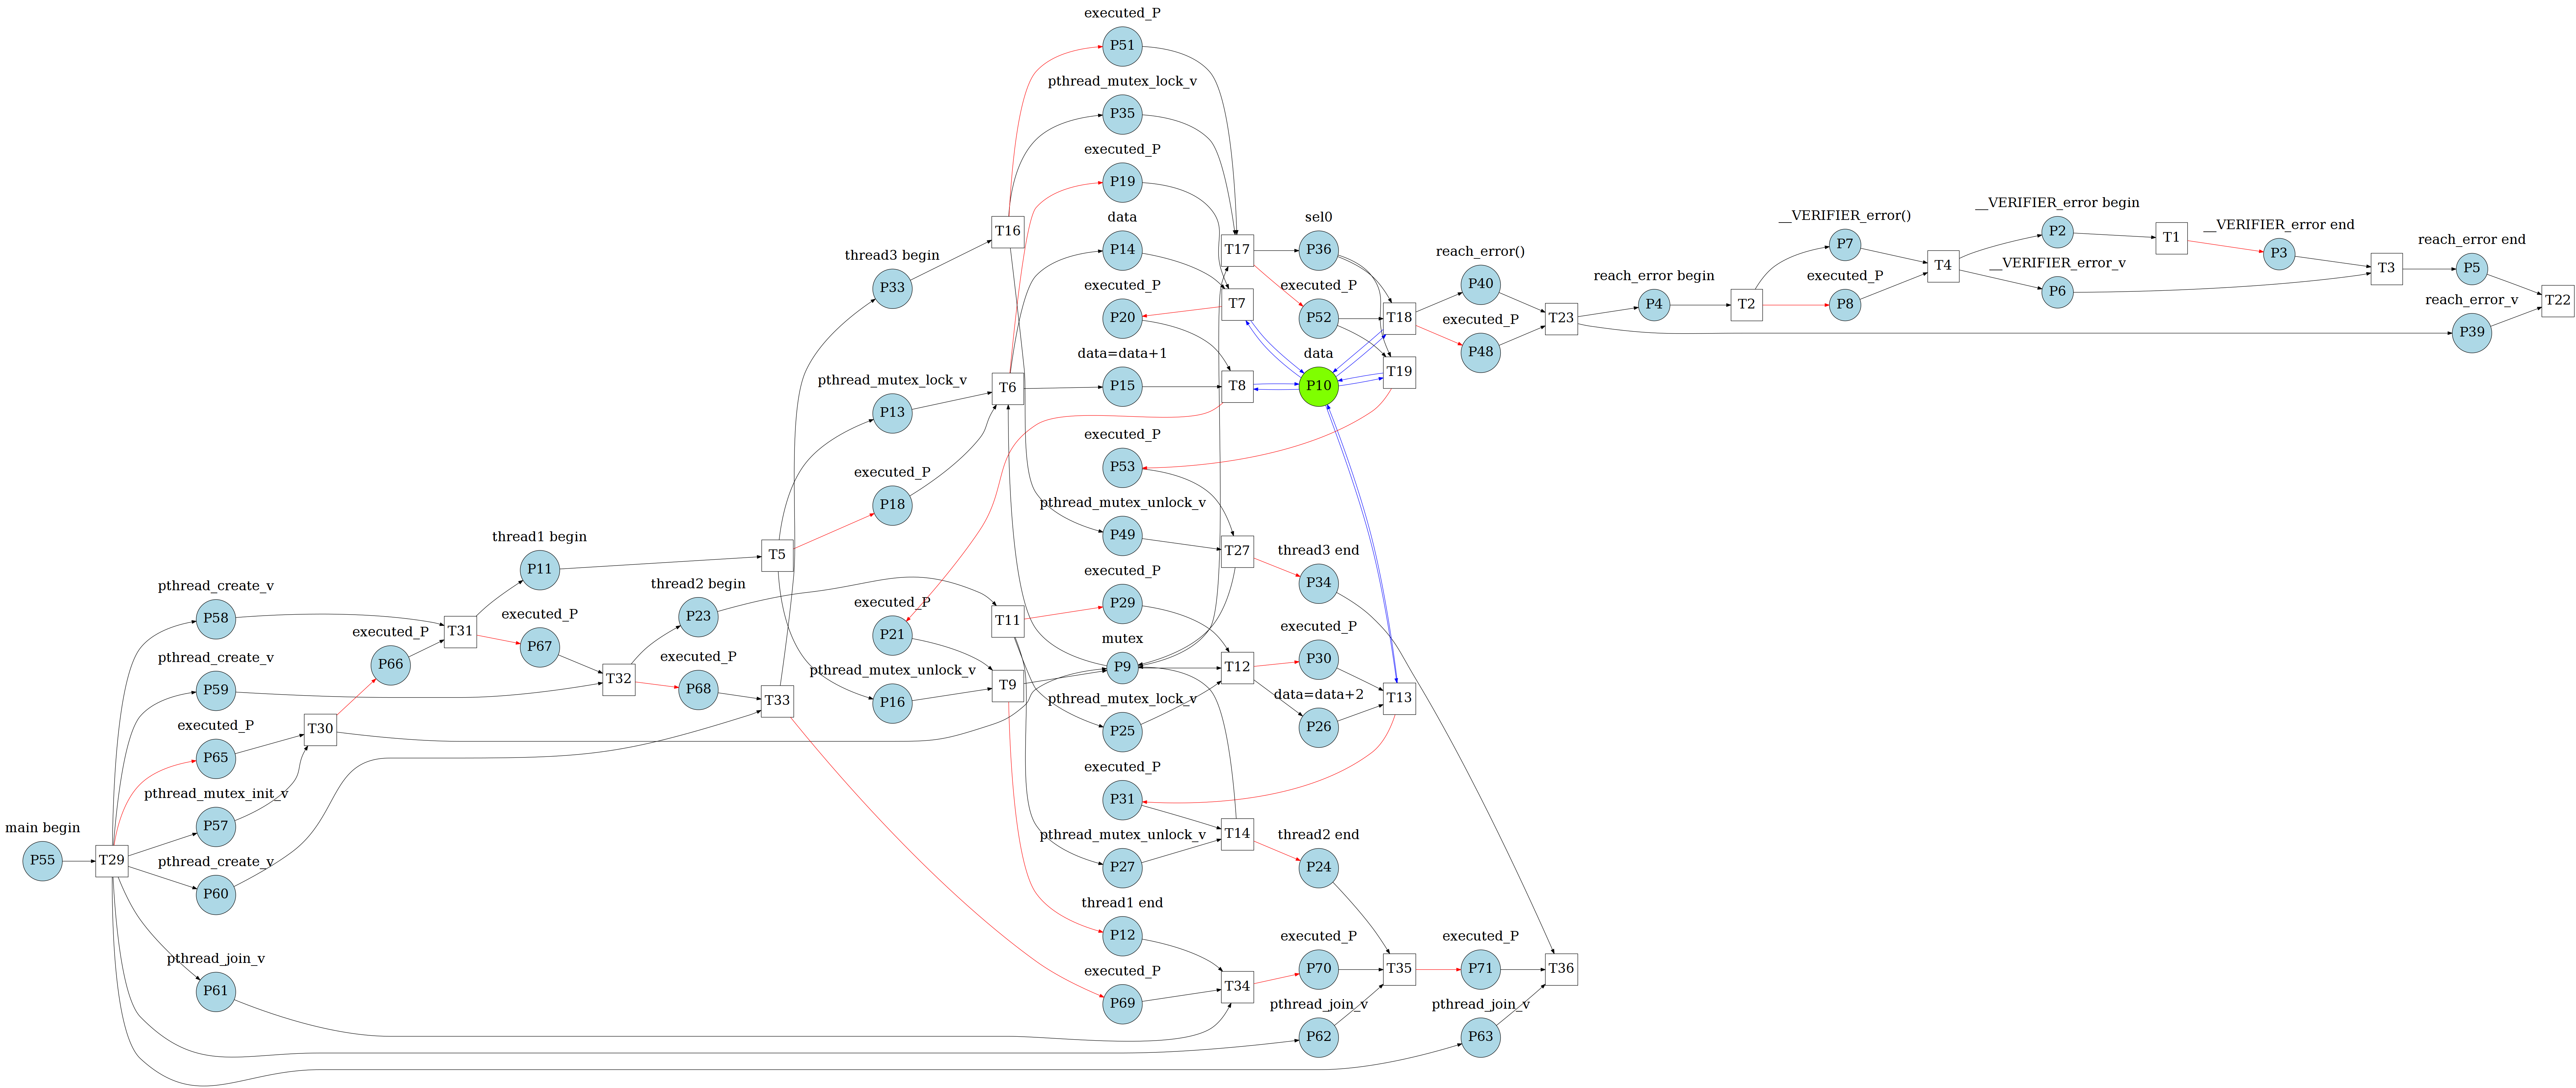 executed_P
P51
pthread_mutex_lock_v
P35
executed_P
P19
data
P14
executed_P
P20
data=data+1
P15
executed_P
P53
pthread_mutex_unlock_v
P49
executed_P
P29
mutex
P9
pthread_mutex_lock_v
P25
executed_P
P31
pthread_mutex_unlock_v
P27
thread1 end
P12
executed_P
P69
main begin
P55
T29
pthread_create_v
P58
pthread_create_v
P59
executed_P
P65
pthread_mutex_init_v
P57
pthread_create_v
P60
pthread_join_v
P61
T30
executed_P
P66
T31
thread1 begin
P11
executed_P
P67
T32
thread2 begin
P23
executed_P
P68
T5
T33
thread3 begin
P33
pthread_mutex_lock_v
P13
executed_P
P18
executed_P
P21
pthread_mutex_unlock_v
P16
T16
T6
T11
T9
T17
T7
T8
T27
T12
T14
T34
sel0
P36
executed_P
P52
data
P10
thread3 end
P34
executed_P
P30
data=data+2
P26
thread2 end
P24
executed_P
P70
pthread_join_v
P62
T18
T19
T13
T35
reach_error()
P40
executed_P
P48
executed_P
P71
pthread_join_v
P63
T23
T36
reach_error begin
P4
T2
__VERIFIER_error()
P7
executed_P
P8
T4
__VERIFIER_error begin
P2
__VERIFIER_error_v
P6
T1
__VERIFIER_error end
P3
T3
reach_error end
P5
reach_error_v
P39
T22